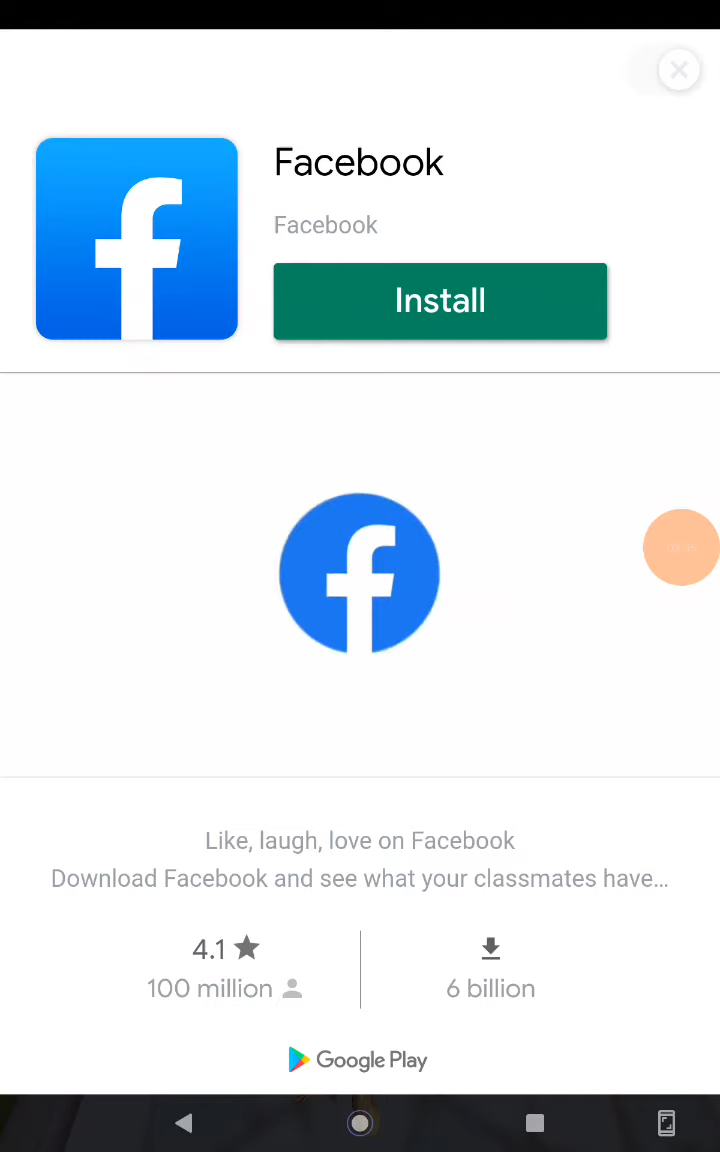 Facebook
Facebook
Install
Like, laugh, love on Facebook
Download Facebook and see what your classmates have...
4.1
100 million
6 billion
Google Play